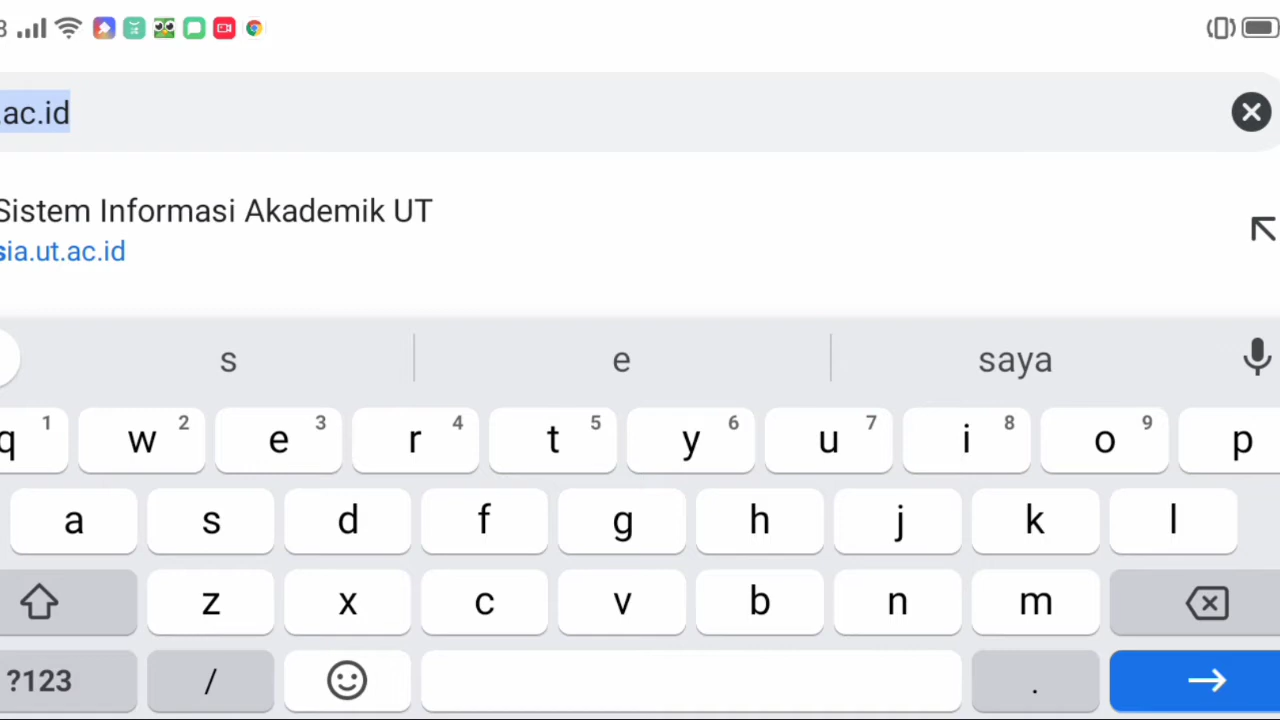 8
.ac.id
Sistem Informasi Akademik UT
sia.ut.ac.id
s e saya
q 1 w 2 e 3 r 4 t 5 y 6 u 7 i 8 o 9 p
a s d f g h j k l
z x c v b n m
?123 / .